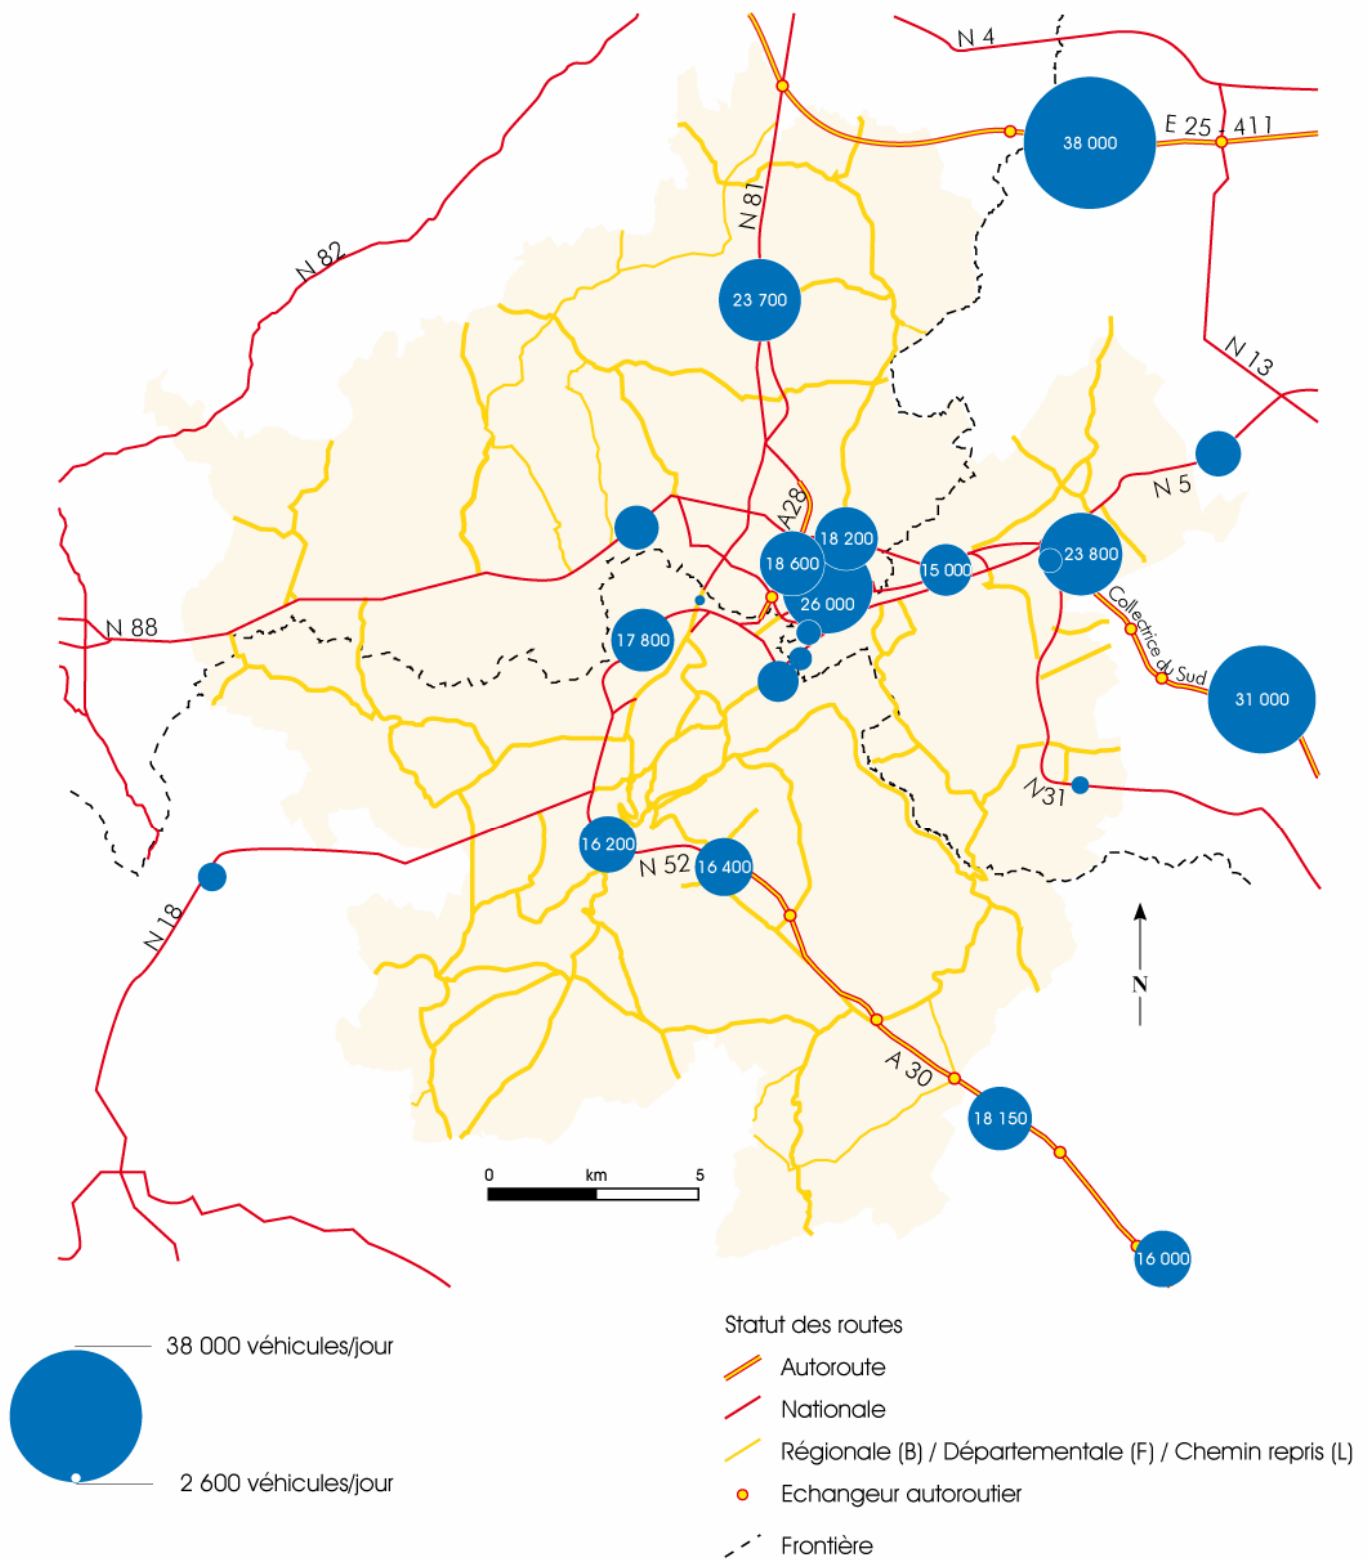 N 4
E 25 - 411
38 000
N 81
N 82
23 700
N 13
N 5
A28
18 200
18 600
23 800
15 000
26 000
Collectrice du Sud
N 88
17 800
31 000
N31
16 200
N 52
16 400
N 18
N
A 30
18 150
0 km 5
16 000
38 000 véhicules/jour
2 600 véhicules/jour
Statut des routes
Autoroute
Nationale
Régionale (B) / Départementale (F) / Chemin repris (L)
Echangeur autoroutier
Frontière